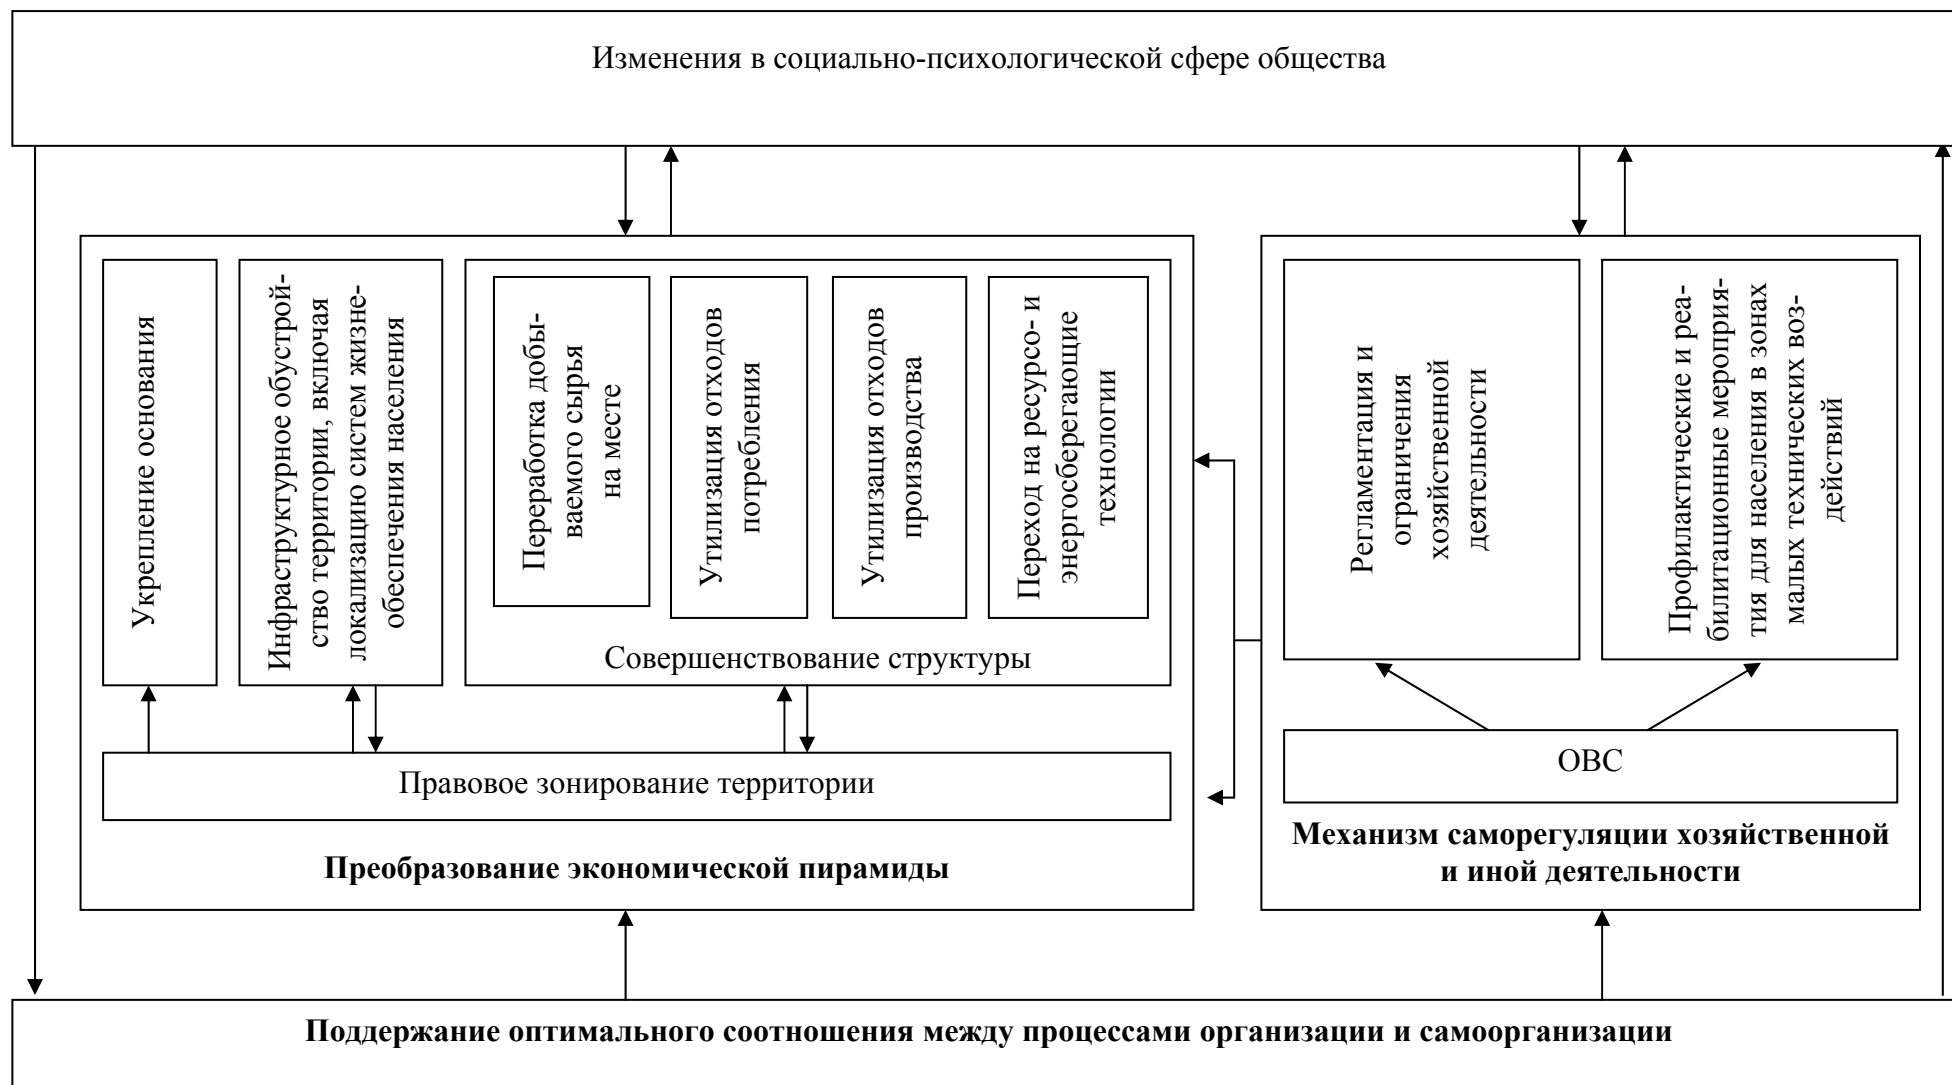 Изменения в социально-психологической сфере общества
Укрепление основания
Инфраструктурное обустрой-
ство территории, включая
локализацию систем жизне-
обеспечения населения
Переработка добы-
ваемого сырья
на месте
Утилизация отходов
потребления
Утилизация отходов
производства
Переход на ресурсо- и
энергосберегающие
технологии
Совершенствование структуры
Правовое зонирование территории
Преобразование экономической пирамиды
Регламентация и
ограничения
хозяйственной
деятельности
Профилактические и реа-
билитационные мероприя-
тия для населения в зонах
малых технических воз-
действий
ОВС
Механизм саморегуляции хозяйственной
и иной деятельности
Поддержание оптимального соотношения между процессами организации и самоорганизации